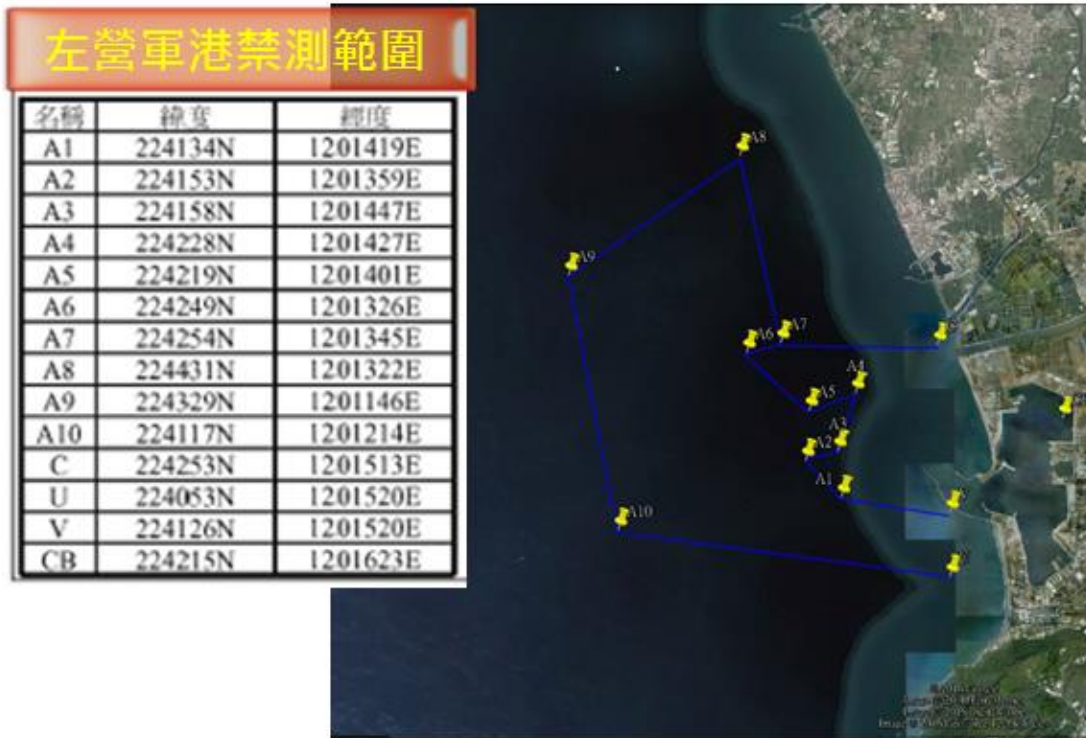 左營軍港禁測範圍
名稱 緯度 經度
A1 224134N 1201419E
A2 224153N 1201359E
A3 224158N 1201447E
A4 224228N 1201427E
A5 224219N 1201401E
A6 224249N 1201326E
A7 224254N 1201345E
A8 224431N 1201322E
A9 224329N 1201146E
A10 224117N 1201214E
C 224253N 1201513E
U 224053N 1201520E
V 224126N 1201520E
CB 224215N 1201623E
A8
A9
A6
A7
A4
A5
A3
A2
A1
A10